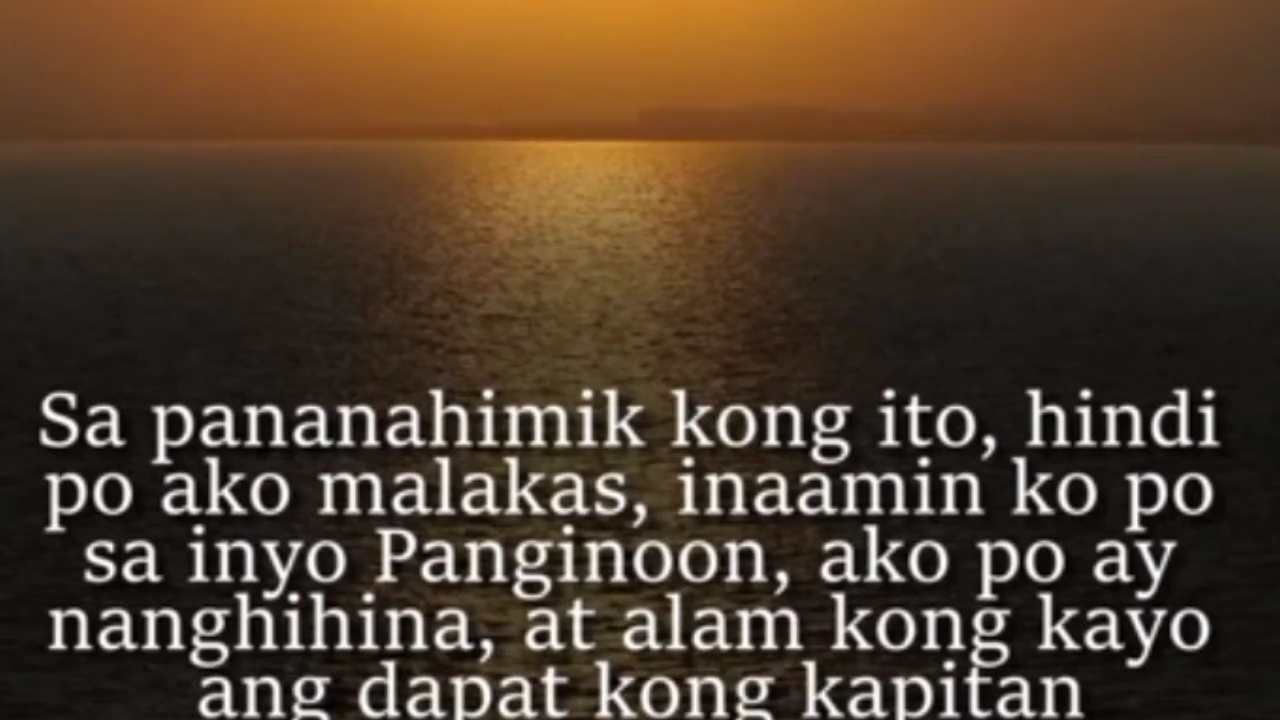 Sa pananahimik kong ito, hindi
po ako malakas, inaamin ko po
sa inyo Panginoon, ako po ay
nanghihina, at alam kong kayo
ang dapat kong kapitan